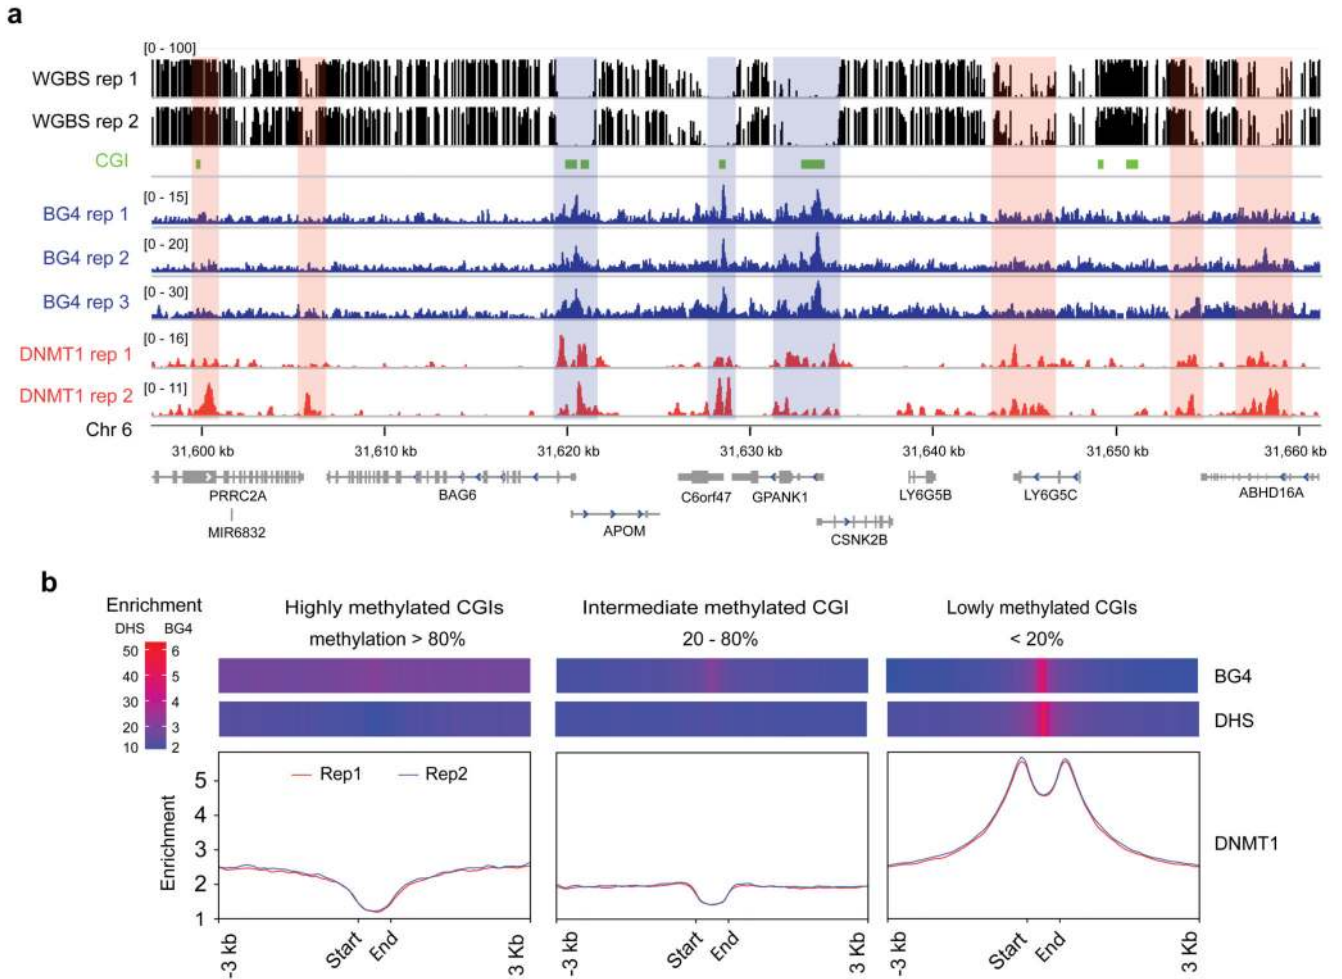 a
[0 - 100]
WGBS rep 1
WGBS rep 2
CGI
[0 - 15]
BG4 rep 1
[0 - 20]
BG4 rep 2
[0 - 30]
BG4 rep 3
[0 - 16]
DNMT1 rep 1
[0 - 11]
DNMT1 rep 2
Chr 6
31,600 kb 31,610 kb 31,620 kb 31,630 kb 31,640 kb 31,650 kb 31,660 kb
PRRC2A BAG6 C6orf47 GPANK1 LY6G5B LY6G5C ABHD16A
MIR6832 APOM CSNK2B
b
Enrichment Highly methylated CGIs Intermediate methylated CGI Lowly methylated CGIs
DHS BG4 methylation > 80% 20 - 80% < 20%
50 6
40 5
30 4
20 3
10 2
BG4
DHS
Rep1 Rep2
Enrichment
5
4
3
2
1
DNMT1
-3 kb Start End 3 Kb -3 Kb Start End 3 Kb -3 Kb Start End 3 Kb